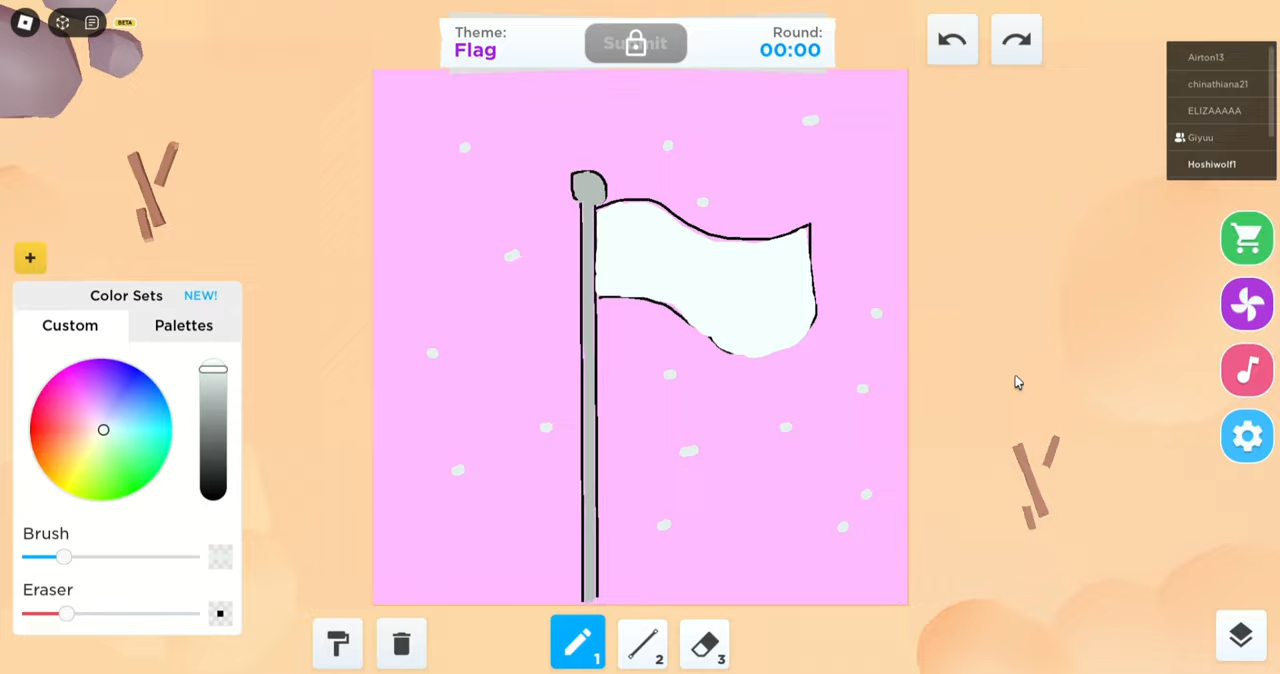 BETA
Theme:
Flag
Submit
Round:
00:00
Airton13
chinathiana21
ELIZAAAAA
Giyuu
Hoshiwolf1
+
Color Sets NEW!
Custom Palettes
Brush
Eraser
1
2
3